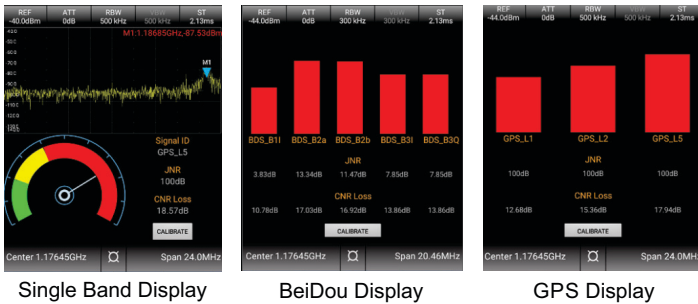 REF ATT RBW VBW ST
-40.0dBm 0dB 500 kHz 500 kHz 2.13ms
M1:1.18685GHz,-87.53dBm
M1
Signal ID
GPS_L5
JNR
100dB
CNR Loss
18.57dB
CALIBRATE
Center 1.17645GHz Span 24.0MHz
Single Band Display
REF ATT RBW VBW ST
-44.0dBm 0dB 300 kHz 300 kHz 2.13ms
BDS_B1I BDS_B2a BDS_B2b BDS_B3I BDS_B3Q
JNR
3.83dB 13.34dB 11.47dB 7.85dB 7.85dB
CNR Loss
10.78dB 17.03dB 16.92dB 13.86dB 13.86dB
CALIBRATE
Center 1.17645GHz Span 20.46MHz
BeiDou Display
REF ATT RBW VBW ST
-44.0dBm 0dB 500 kHz 500 kHz 2.13ms
GPS_L1 GPS_L2 GPS_L5
JNR
100dB 100dB 100dB
CNR Loss
12.68dB 15.36dB 17.94dB
CALIBRATE
Center 1.17645GHz Span 24.0MHz
GPS Display